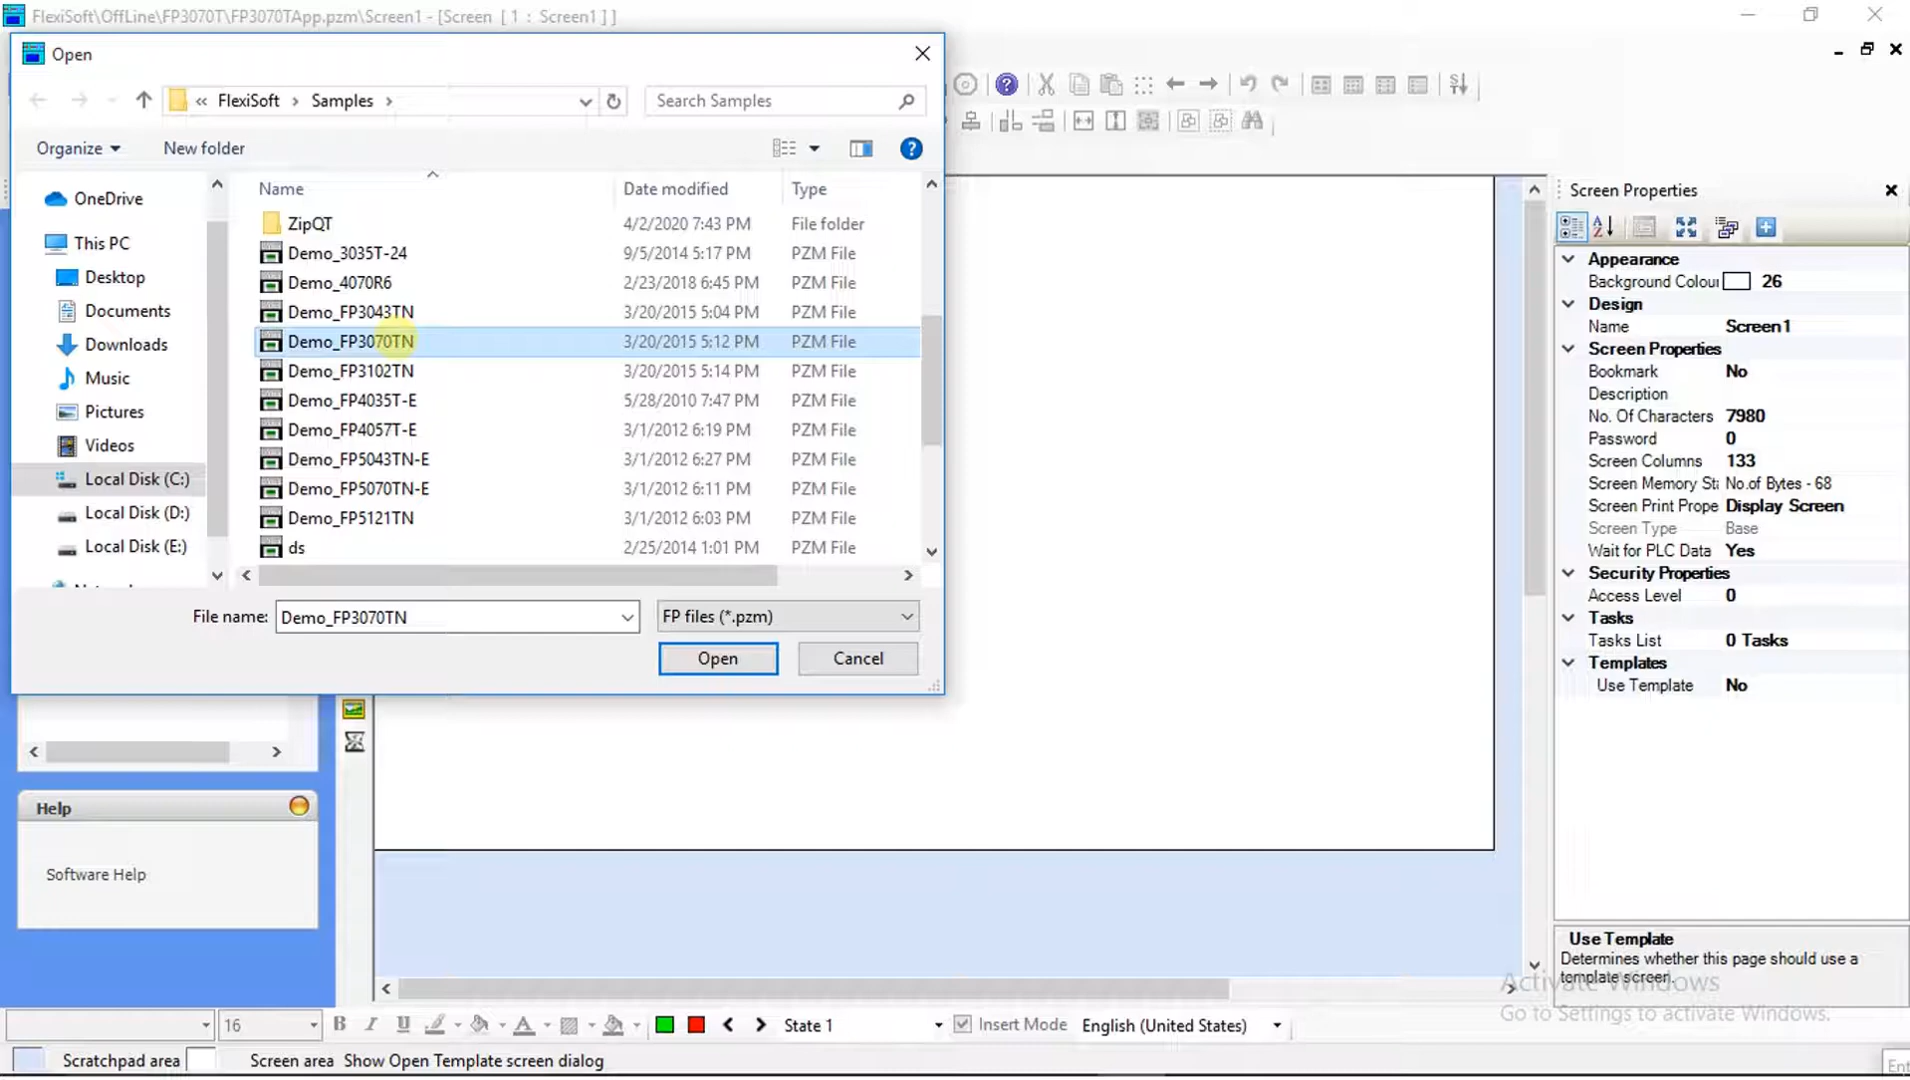 FlexiSoft\OffLine\FP3070T\FP3070TApp.pzm\Screen1 - [Screen [ 1 : Screen1 ] ]
Open
« FlexiSoft › Samples ›
Search Samples
Organize
New folder
Name
Date modified
Type
OneDrive
This PC
Desktop
Documents
Downloads
Music
Pictures
Videos
Local Disk (C:)
Local Disk (D:)
Local Disk (E:)
ZipQT 4/2/2020 7:43 PM File folder
Demo_3035T-24 9/5/2014 5:17 PM PZM File
Demo_4070R6 2/23/2018 6:45 PM PZM File
Demo_FP3043TN 3/20/2015 5:04 PM PZM File
Demo_FP3070TN 3/20/2015 5:12 PM PZM File
Demo_FP3102TN 3/20/2015 5:14 PM PZM File
Demo_FP4035T-E 5/28/2010 7:47 PM PZM File
Demo_FP4057T-E 3/1/2012 6:19 PM PZM File
Demo_FP5043TN-E 3/1/2012 6:27 PM PZM File
Demo_FP5070TN-E 3/1/2012 6:11 PM PZM File
Demo_FP5121TN 3/1/2012 6:03 PM PZM File
ds 2/25/2014 1:01 PM PZM File
File name: Demo_FP3070TN
FP files (*.pzm)
Open
Cancel
Screen Properties
Appearance
Background Colou 26
Design
Name Screen1
Screen Properties
Bookmark No
Description
No. Of Characters 7980
Password 0
Screen Columns 133
Screen Memory Sta No.of Bytes - 68
Screen Print Prope Display Screen
Screen Type Base
Wait for PLC Data Yes
Security Properties
Access Level 0
Tasks
Tasks List 0 Tasks
Templates
Use Template No
Help
Software Help
Use Template
Determines whether this page should use a
template screen.
Activate Windows
Go to Settings to activate Windows.
16
B I U A
State 1
Insert Mode
English (United States)
Scratchpad area
Screen area
Show Open Template screen dialog